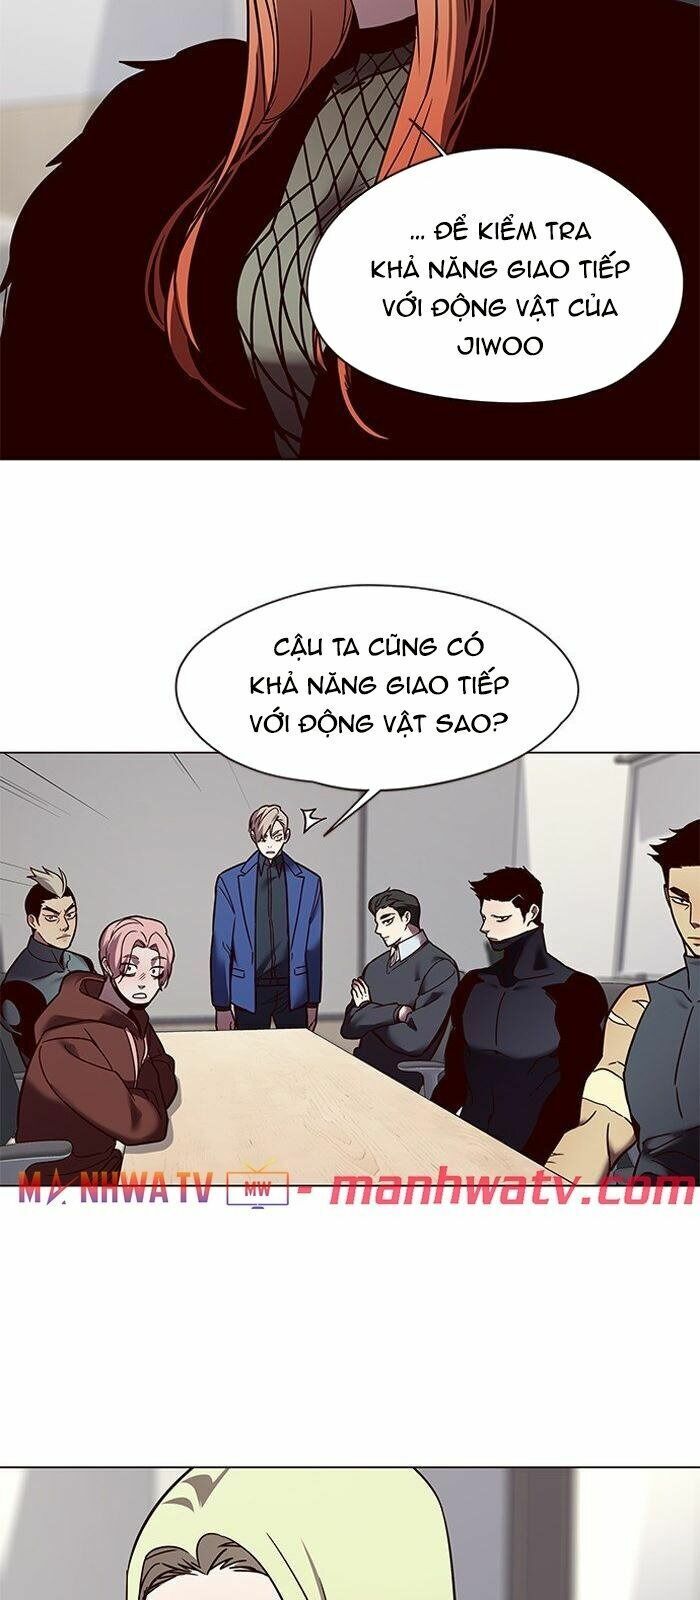 ... ĐỂ KIỂM TRA
KHẢ NĂNG GIAO TIẾP
VỚI ĐỘNG VẬT CỦA
JIWOO
CẬU TA CŨNG CÓ
KHẢ NĂNG GIAO TIẾP
VỚI ĐỘNG VẬT SAO?
MANHWATV MW - manhwatv.com